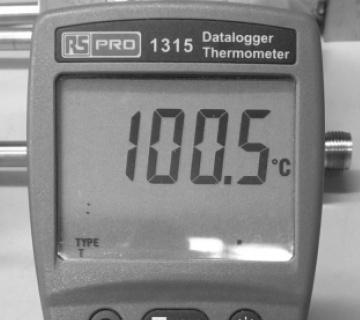 RS PRO 1315 Datalogger
Thermometer
100.5 °C
TYPE
T